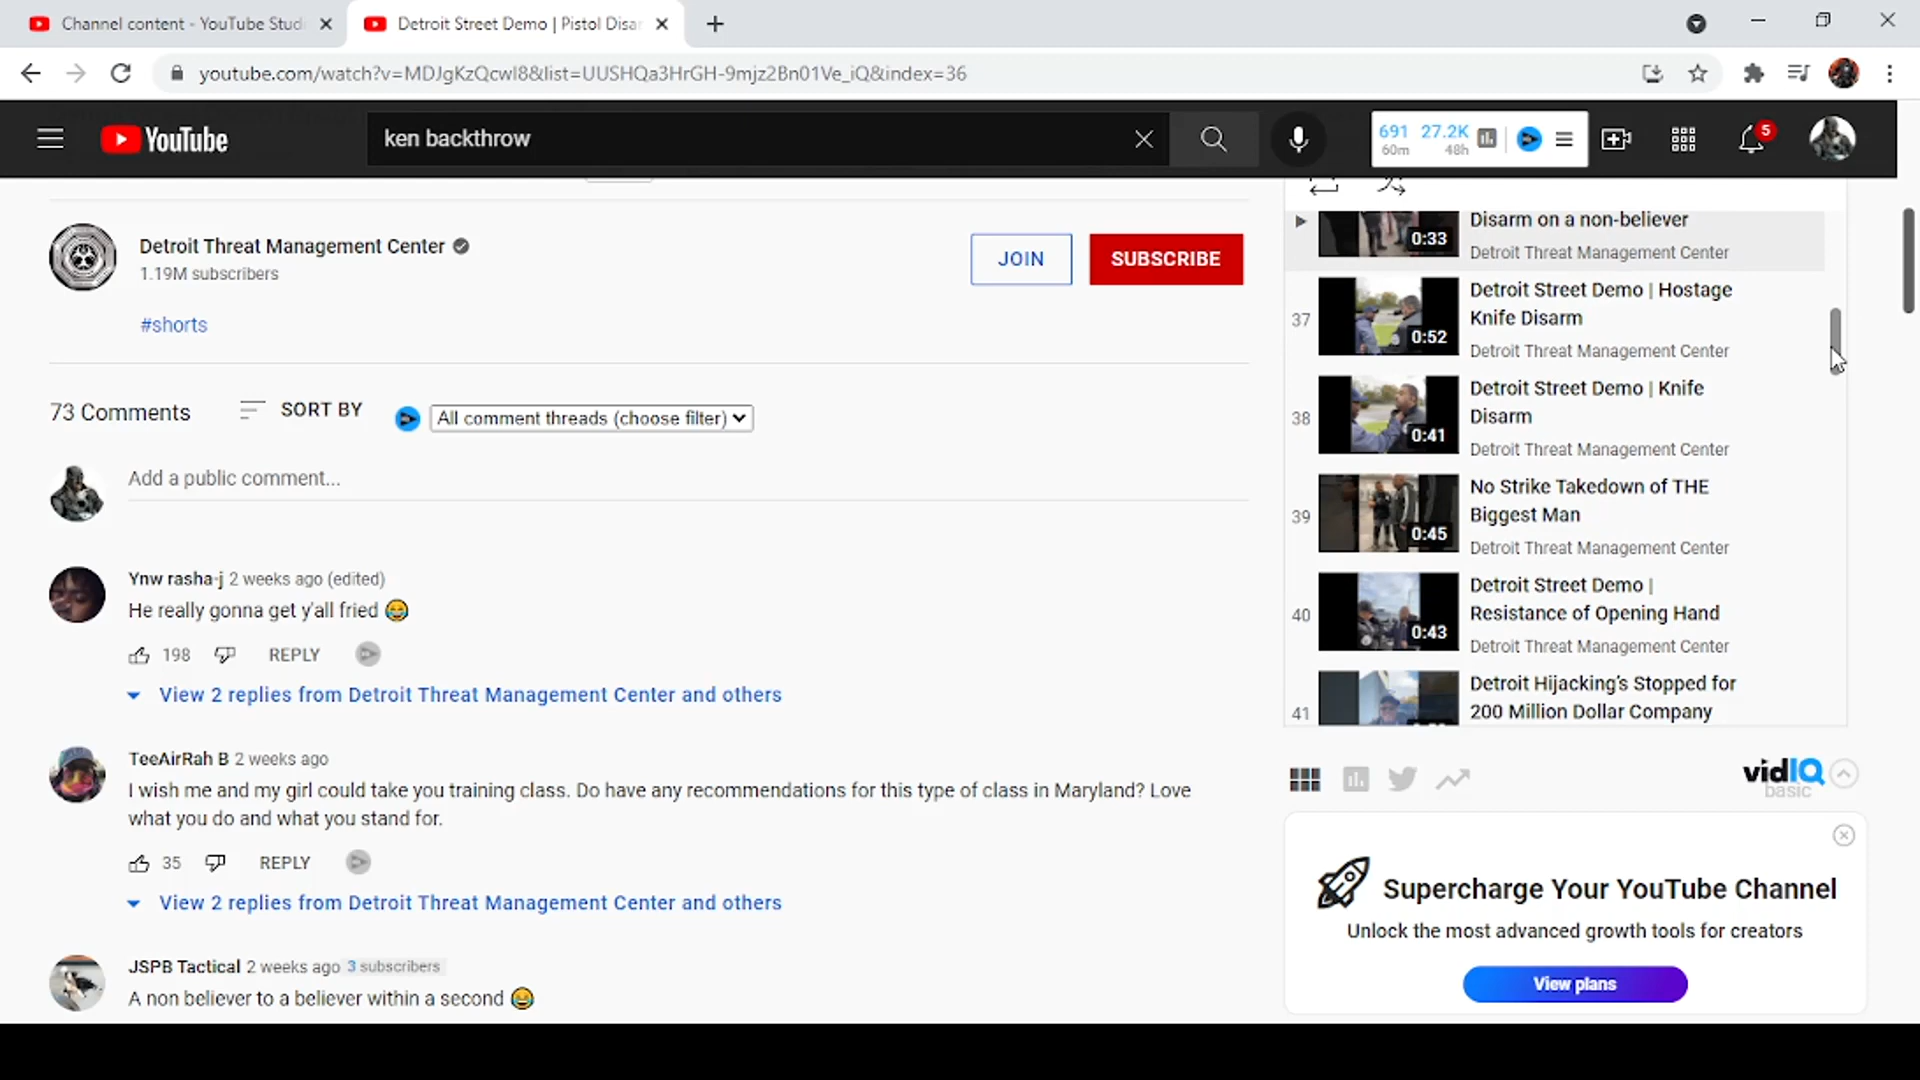 Channel content - YouTube Studi
Detroit Street Demo | Pistol Disar
youtube.com/watch?v=MDJgKzQcwI8&list=UUSHQa3HrGH-9mjz2Bn01Ve_iQ&index=36
YouTube
ken backthrow
691 27.2K
60m 48h
5
Detroit Threat Management Center
1.19M subscribers
JOIN
SUBSCRIBE
#shorts
73 Comments
SORT BY
All comment threads (choose filter)
Add a public comment...
Ynw rasha-j 2 weeks ago (edited)
He really gonna get y'all fried 😂
198 REPLY
View 2 replies from Detroit Threat Management Center and others
TeeAirRah B 2 weeks ago
I wish me and my girl could take you training class. Do have any recommendations for this type of class in Maryland? Love
what you do and what you stand for.
35 REPLY
View 2 replies from Detroit Threat Management Center and others
JSPB Tactical 2 weeks ago 3 subscribers
A non believer to a believer within a second 😂
Disarm on a non-believer
0:33
Detroit Threat Management Center
37
Detroit Street Demo | Hostage
Knife Disarm
0:52
Detroit Threat Management Center
38
Detroit Street Demo | Knife
Disarm
0:41
Detroit Threat Management Center
39
No Strike Takedown of THE
Biggest Man
0:45
Detroit Threat Management Center
40
Detroit Street Demo |
Resistance of Opening Hand
0:43
Detroit Threat Management Center
41
Detroit Hijacking's Stopped for
200 Million Dollar Company
vidIQ
basic
Supercharge Your YouTube Channel
Unlock the most advanced growth tools for creators
View plans